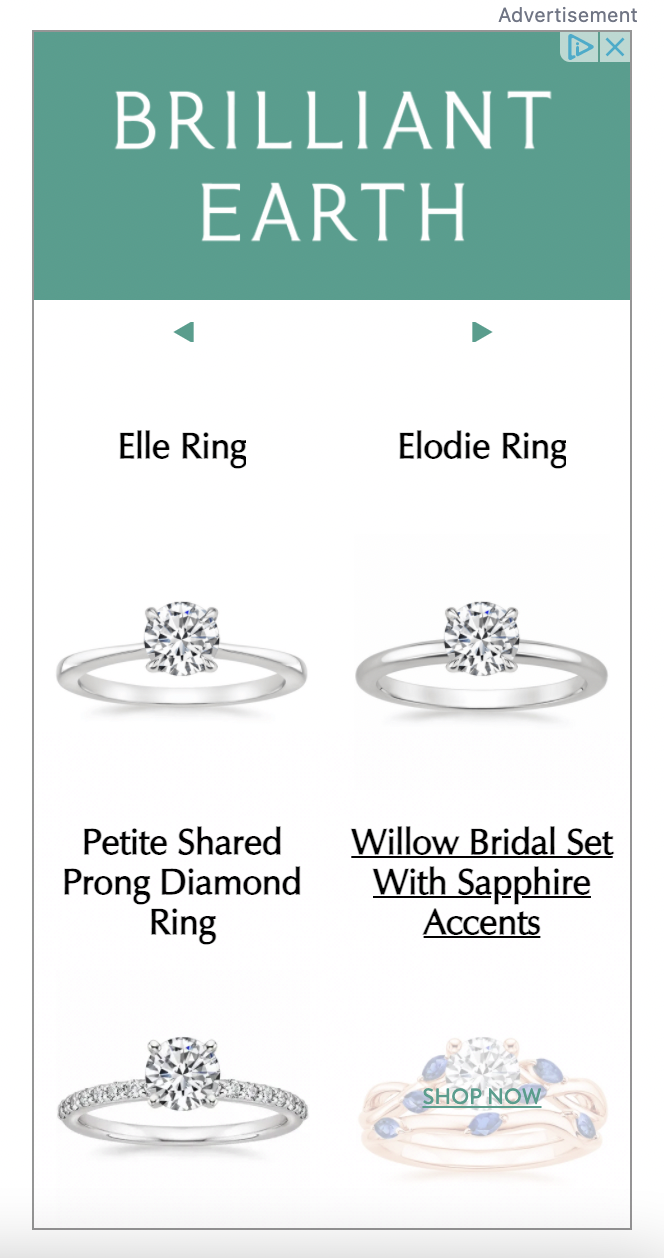 Advertisement
BRILLIANT
EARTH
Elle Ring
Elodie Ring
Petite Shared
Prong Diamond
Ring
Willow Bridal Set
With Sapphire
Accents
SHOP NOW